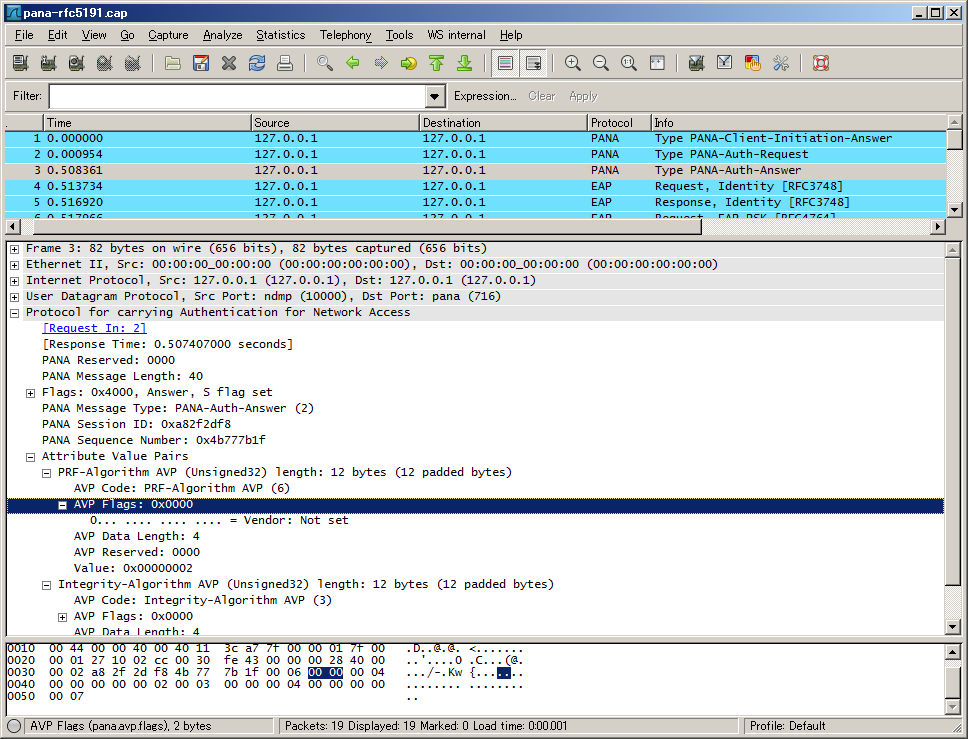 pana-rfc5191.cap
File Edit View Go Capture Analyze Statistics Telephony Tools WS internal Help
Filter: Expression... Clear Apply
. Time Source Destination Protocol Info
1 0.000000 127.0.0.1 127.0.0.1 PANA Type PANA-Client-Initiation-Answer
2 0.000954 127.0.0.1 127.0.0.1 PANA Type PANA-Auth-Request
3 0.508361 127.0.0.1 127.0.0.1 PANA Type PANA-Auth-Answer
4 0.513734 127.0.0.1 127.0.0.1 EAP Request, Identity [RFC3748]
5 0.516920 127.0.0.1 127.0.0.1 EAP Response, Identity [RFC3748]
6 0.517966 127.0.0.1 127.0.0.1 EAP Request, EAP-PSK [RFC4764]
Frame 3: 82 bytes on wire (656 bits), 82 bytes captured (656 bits)
Ethernet II, Src: 00:00:00_00:00:00 (00:00:00:00:00:00), Dst: 00:00:00_00:00:00 (00:00:00:00:00:00)
Internet Protocol, Src: 127.0.0.1 (127.0.0.1), Dst: 127.0.0.1 (127.0.0.1)
User Datagram Protocol, Src Port: ndmp (10000), Dst Port: pana (716)
Protocol for carrying Authentication for Network Access
[Request In: 2]
[Response Time: 0.507407000 seconds]
PANA Reserved: 0000
PANA Message Length: 40
Flags: 0x4000, Answer, S flag set
PANA Message Type: PANA-Auth-Answer (2)
PANA Session ID: 0xa82f2df8
PANA Sequence Number: 0x4b777b1f
Attribute Value Pairs
PRF-Algorithm AVP (Unsigned32) length: 12 bytes (12 padded bytes)
AVP Code: PRF-Algorithm AVP (6)
AVP Flags: 0x0000
0... .... .... .... = Vendor: Not set
AVP Data Length: 4
AVP Reserved: 0000
Value: 0x00000002
Integrity-Algorithm AVP (Unsigned32) length: 12 bytes (12 padded bytes)
AVP Code: Integrity-Algorithm AVP (3)
AVP Flags: 0x0000
AVP Data Length: 4
0010 00 44 00 00 40 00 40 11 3c a7 7f 00 00 01 7f 00 .D..@.@. <.......
0020 00 01 27 10 02 cc 00 30 fe 43 00 00 00 28 40 00 ..'....0 .C...(@.
0030 00 02 a8 2f 2d f8 4b 77 7b 1f 00 06 00 00 00 04 .../-.Kw {.......
0040 00 00 00 00 00 02 00 03 00 00 00 04 00 00 00 00 ........ ........
0050 00 07 ..
AVP Flags (pana.avp.flags), 2 bytes Packets: 19 Displayed: 19 Marked: 0 Load time: 0:00.001 Profile: Default